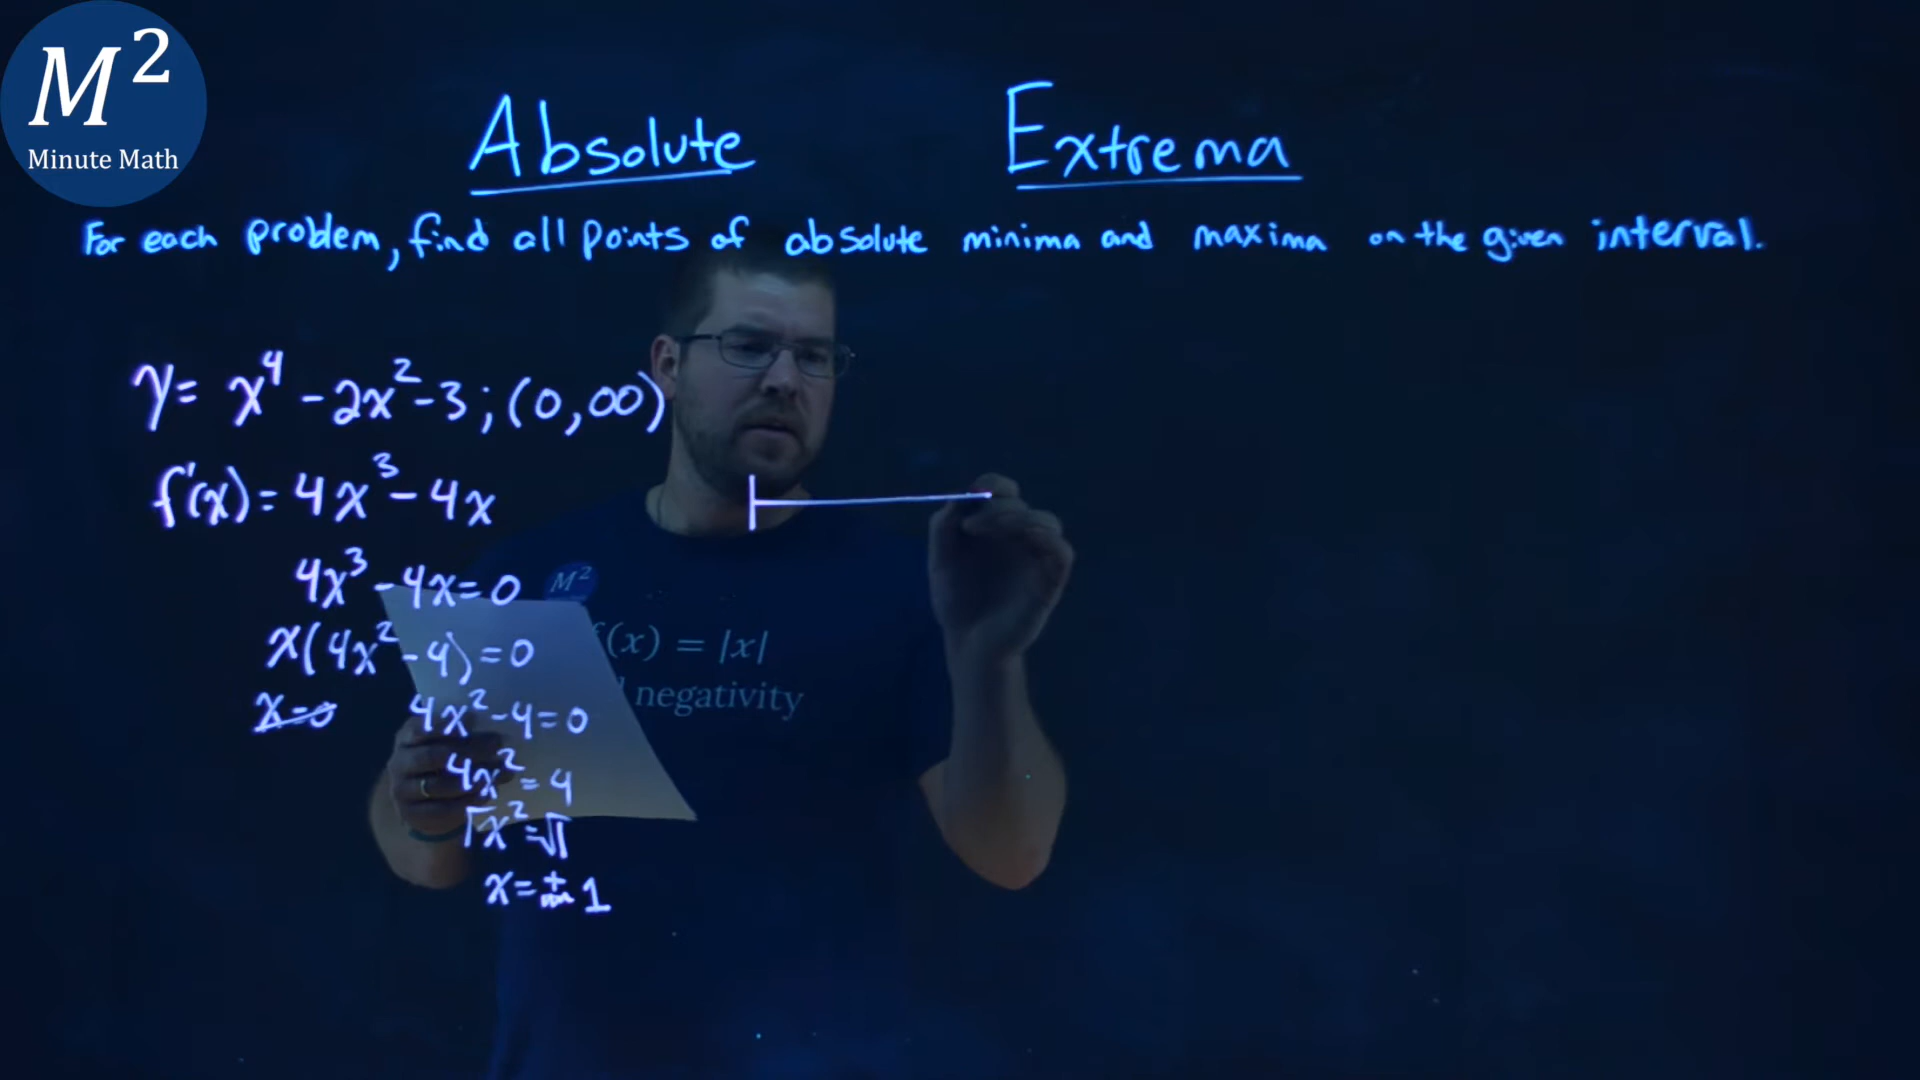 M²
Minute Math
Absolute Extrema
For each problem, find all points of absolute minima and maxima on the given interval.
y = x⁴ - 2x² - 3 ; (0, ∞)
f'(x) = 4x³ - 4x
4x³ - 4x = 0
x(4x² - 4) = 0
x = 0 4x² - 4 = 0
4x² = 4
√x² = √1
x = ± 1
M²
(x) = |x|
negativity